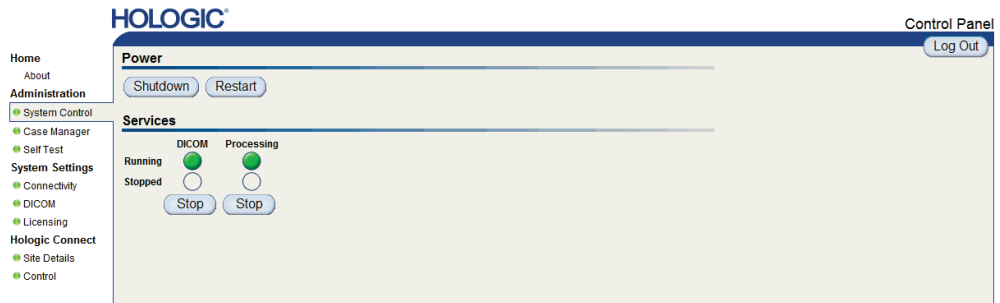 HOLOGIC®
Control Panel
Log Out
Home
About
Administration
System Control
Case Manager
Self Test
System Settings
Connectivity
DICOM
Licensing
Hologic Connect
Site Details
Control
Power
Shutdown Restart
Services
DICOM Processing
Running
Stopped
Stop Stop